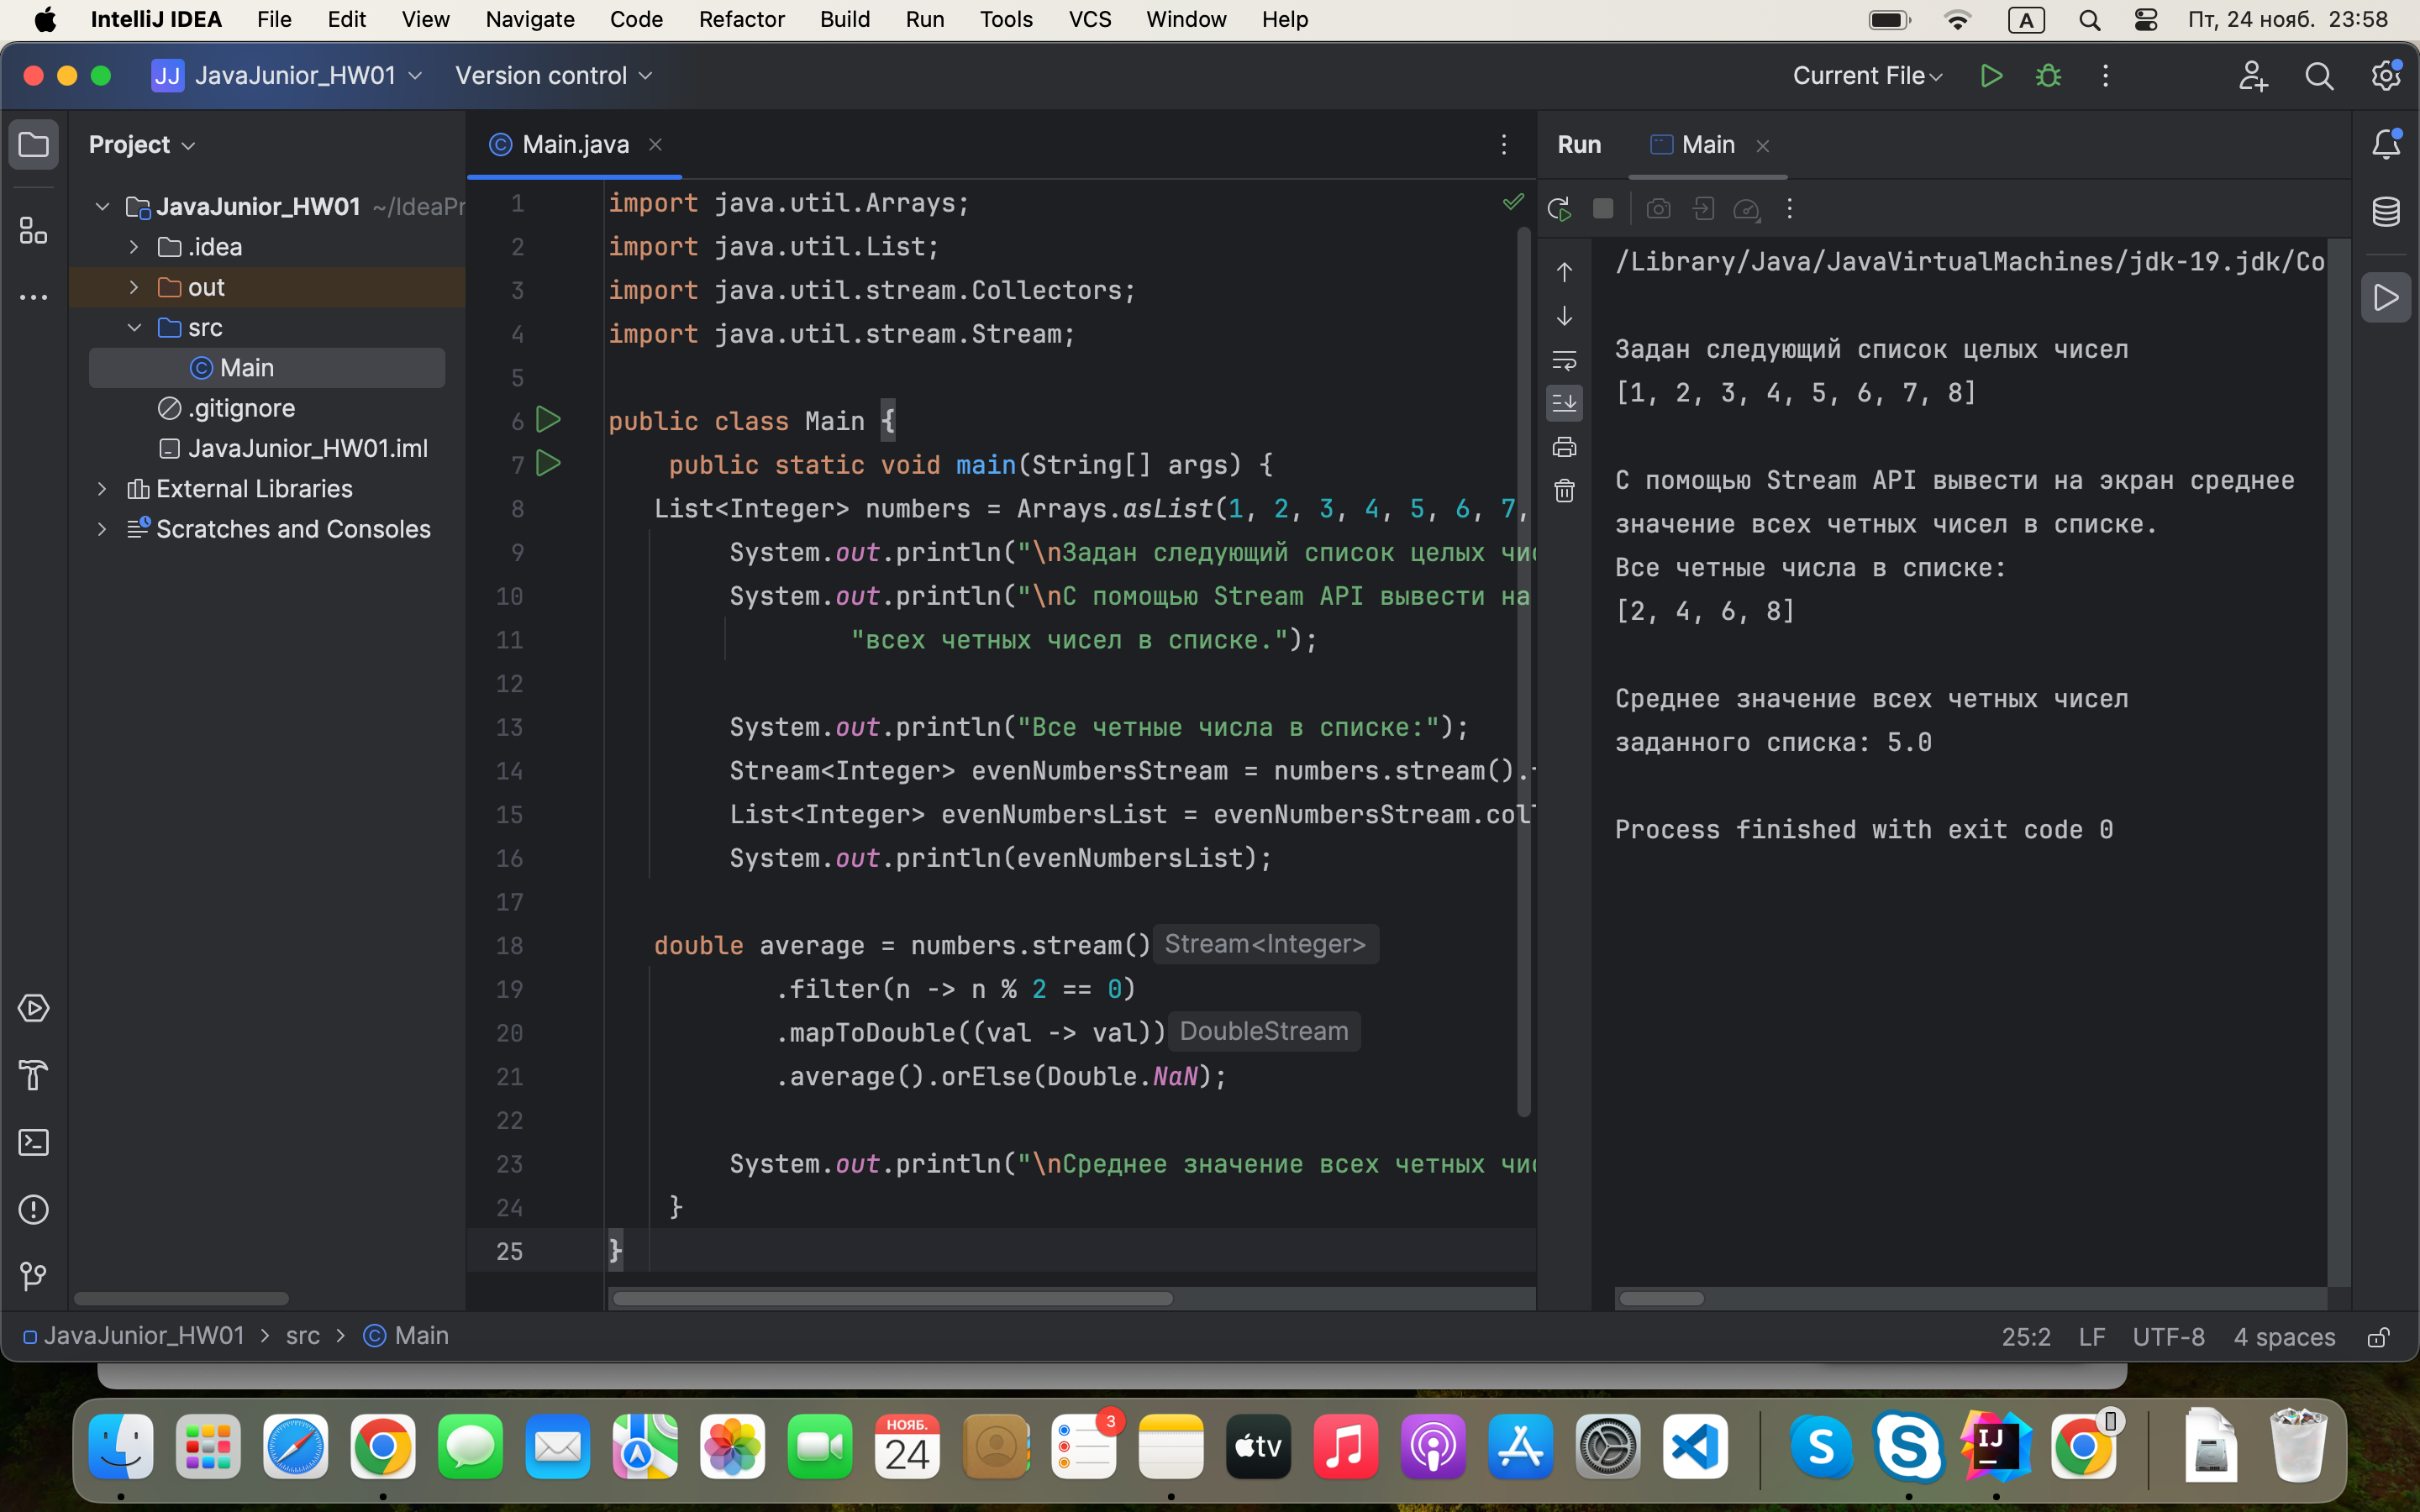 IntelliJ IDEA File Edit View Navigate Code Refactor Build Run Tools VCS Window Help A Пт, 24 нояб. 23:58
JJ JavaJunior_HW01 Version control Current File
Project
JavaJunior_HW01 ~/IdeaPr
.idea
out
src
Main
.gitignore
JavaJunior_HW01.iml
External Libraries
Scratches and Consoles
Main.java
1 import java.util.Arrays;
2 import java.util.List;
3 import java.util.stream.Collectors;
4 import java.util.stream.Stream;
5
6 public class Main {
7 public static void main(String[] args) {
8 List<Integer> numbers = Arrays.asList(1, 2, 3, 4, 5, 6, 7,
9 System.out.println("\nЗадан следующий список целых чис
10 System.out.println("\nС помощью Stream API вывести на
11 "всех четных чисел в списке.");
12
13 System.out.println("Все четные числа в списке:");
14 Stream<Integer> evenNumbersStream = numbers.stream().
15 List<Integer> evenNumbersList = evenNumbersStream.col
16 System.out.println(evenNumbersList);
17
18 double average = numbers.stream() Stream<Integer>
19 .filter(n -> n % 2 == 0)
20 .mapToDouble((val -> val)) DoubleStream
21 .average().orElse(Double.NaN);
22
23 System.out.println("\nСреднее значение всех четных чис
24 }
25 }
Run Main
/Library/Java/JavaVirtualMachines/jdk-19.jdk/Co
Задан следующий список целых чисел
[1, 2, 3, 4, 5, 6, 7, 8]
С помощью Stream API вывести на экран среднее
значение всех четных чисел в списке.
Все четные числа в списке:
[2, 4, 6, 8]
Среднее значение всех четных чисел
заданного списка: 5.0
Process finished with exit code 0
JavaJunior_HW01 > src > Main
25:2 LF UTF-8 4 spaces
НОЯБ.
24
3
tv
S
S
IJ